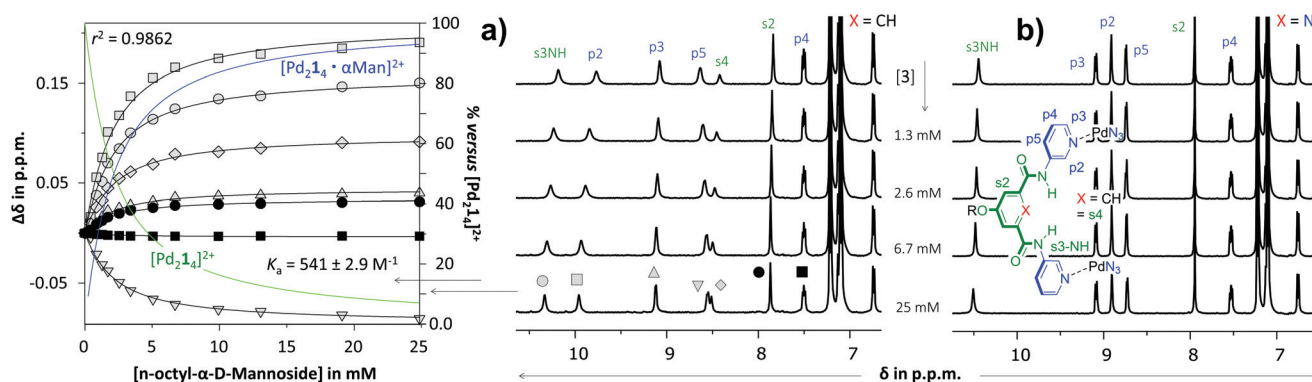 r² = 0.9862
[Pd₂1₄ • αMan]²⁺
[Pd₂1₄]²⁺
Kₐ = 541 ± 2.9 M⁻¹
0.15
0.10
0.05
0.00
-0.05
Δδ in p.p.m.
0
5
10
15
20
25
[n-octyl-α-D-Mannoside] in mM
100
80
60
40
20
0.0
% versus [Pd₂1₄]²⁺
a)
X = CH
s3NH
p2
p3
p5
s4
s2
p4
10
9
8
7
[3]
1.3 mM
2.6 mM
6.7 mM
25 mM
δ in p.p.m.
b)
X = N
s3NH
p3
p2
p5
s2
p4
p4
p3
p5
N
PdN₃
p2
O
N
H
s2
X = CH
= s4
RO
X
H
N
s3-NH
O
N
PdN₃
10
9
8
7